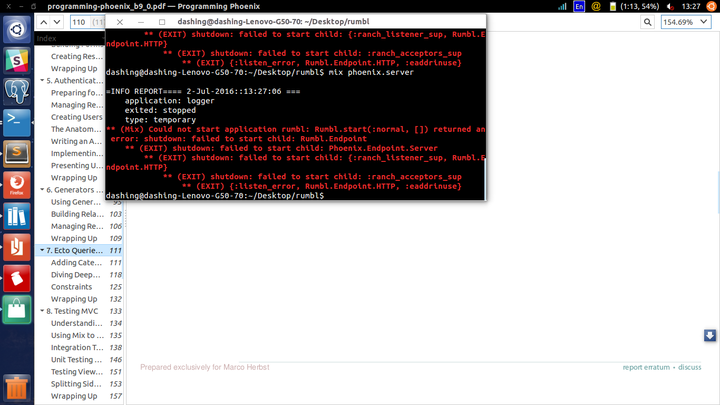 programming-phoenix_b9_0.pdf — Programming Phoenix
En
(1:13, 54%)
13:27
110
(11
154.69%
Index
Creating Res...
Wrapping Up
5. Authenticat...
Preparing fo...
Managing Re...
Creating Users
The Anatom...
Writing an A...
Implementin...
Presenting U...
Wrapping Up
6. Generators
Using Gener... 95
Building Rela... 103
Managing Re... 106
Wrapping Up 109
7. Ecto Querie... 111
Adding Cate... 111
Diving Deep... 118
Constraints 125
Wrapping Up 132
8. Testing MVC 133
Understandi... 134
Using Mix to ... 135
Integration T... 138
Unit Testing ... 146
Testing View... 151
Splitting Sid... 153
Wrapping Up 157
dashing@dashing-Lenovo-G50-70: ~/Desktop/rumbl
** (EXIT) shutdown: failed to start child: {:ranch_listener_sup, Rumbl.E
ndpoint.HTTP}
** (EXIT) shutdown: failed to start child: :ranch_acceptors_sup
** (EXIT) {:listen_error, Rumbl.Endpoint.HTTP, :eaddrinuse}
dashing@dashing-Lenovo-G50-70:~/Desktop/rumbl$ mix phoenix.server
=INFO REPORT==== 2-Jul-2016::13:27:06 ===
application: logger
exited: stopped
type: temporary
** (Mix) Could not start application rumbl: Rumbl.start(:normal, []) returned an
error: shutdown: failed to start child: Rumbl.Endpoint
** (EXIT) shutdown: failed to start child: Phoenix.Endpoint.Server
** (EXIT) shutdown: failed to start child: {:ranch_listener_sup, Rumbl.E
ndpoint.HTTP}
** (EXIT) shutdown: failed to start child: :ranch_acceptors_sup
** (EXIT) {:listen_error, Rumbl.Endpoint.HTTP, :eaddrinuse}
dashing@dashing-Lenovo-G50-70:~/Desktop/rumbl$
Prepared exclusively for Marco Herbst
report erratum • discuss